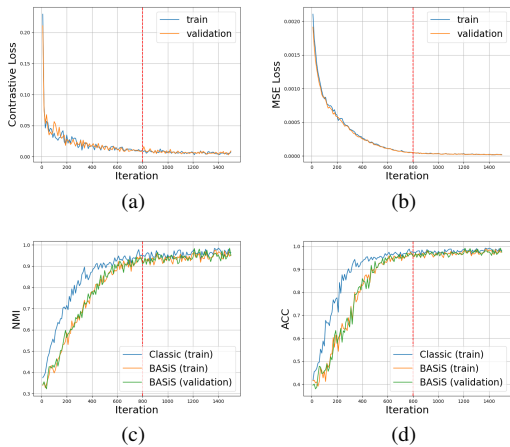 train
validation
Contrastive Loss
0.20
0.15
0.10
0.05
0.00
0 200 400 600 800 1000 1200 1400
Iteration
(a)
train
validation
MSE Loss
0.0020
0.0015
0.0010
0.0005
0.0000
0 200 400 600 800 1000 1200 1400
Iteration
(b)
NMI
1.0
0.9
0.8
0.7
0.6
0.5
0.4
0.3
Classic (train)
BASiS (train)
BASiS (validation)
0 200 400 600 800 1000 1200 1400
Iteration
(c)
ACC
1.0
0.9
0.8
0.7
0.6
0.5
0.4
Classic (train)
BASiS (train)
BASiS (validation)
0 200 400 600 800 1000 1200 1400
Iteration
(d)